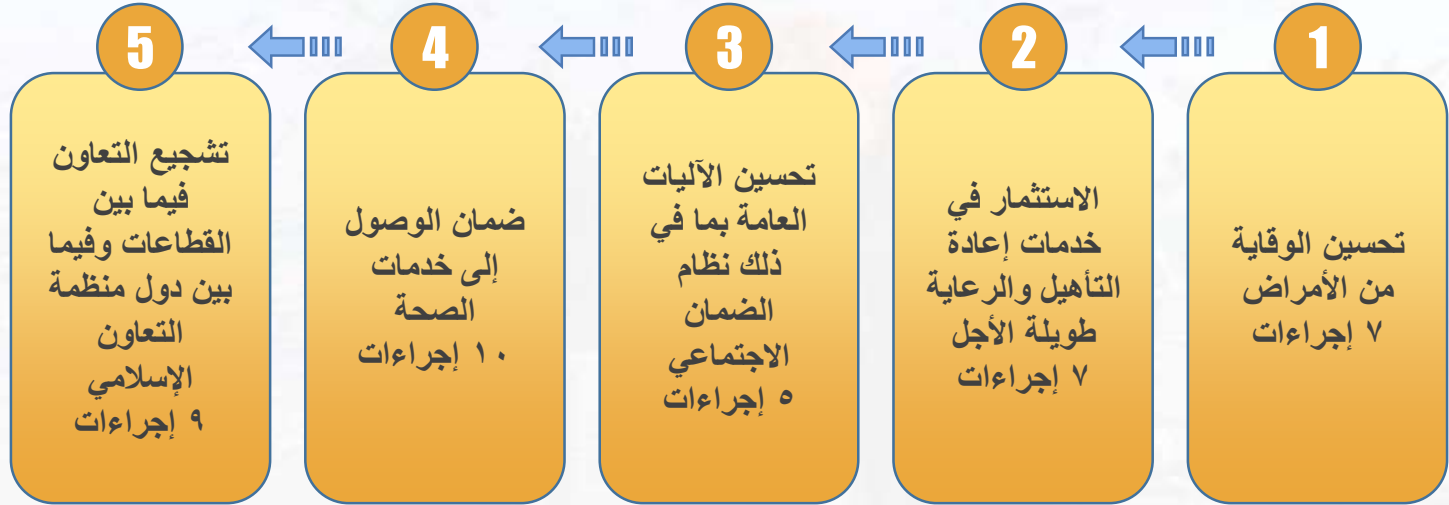 1
تحسين الوقاية
من الأمراض
٧ إجراءات
2
الاستثمار في
خدمات إعادة
التأهيل والرعاية
طويلة الأجل
٧ إجراءات
3
تحسين الآليات
العامة بما في
ذلك نظام
الضمان
الاجتماعي
٥ إجراءات
4
ضمان الوصول
إلى خدمات
الصحة
١٠ إجراءات
5
تشجيع التعاون
فيما بين
القطاعات وفيما
بين دول منظمة
التعاون
الإسلامي
٩ إجراءات